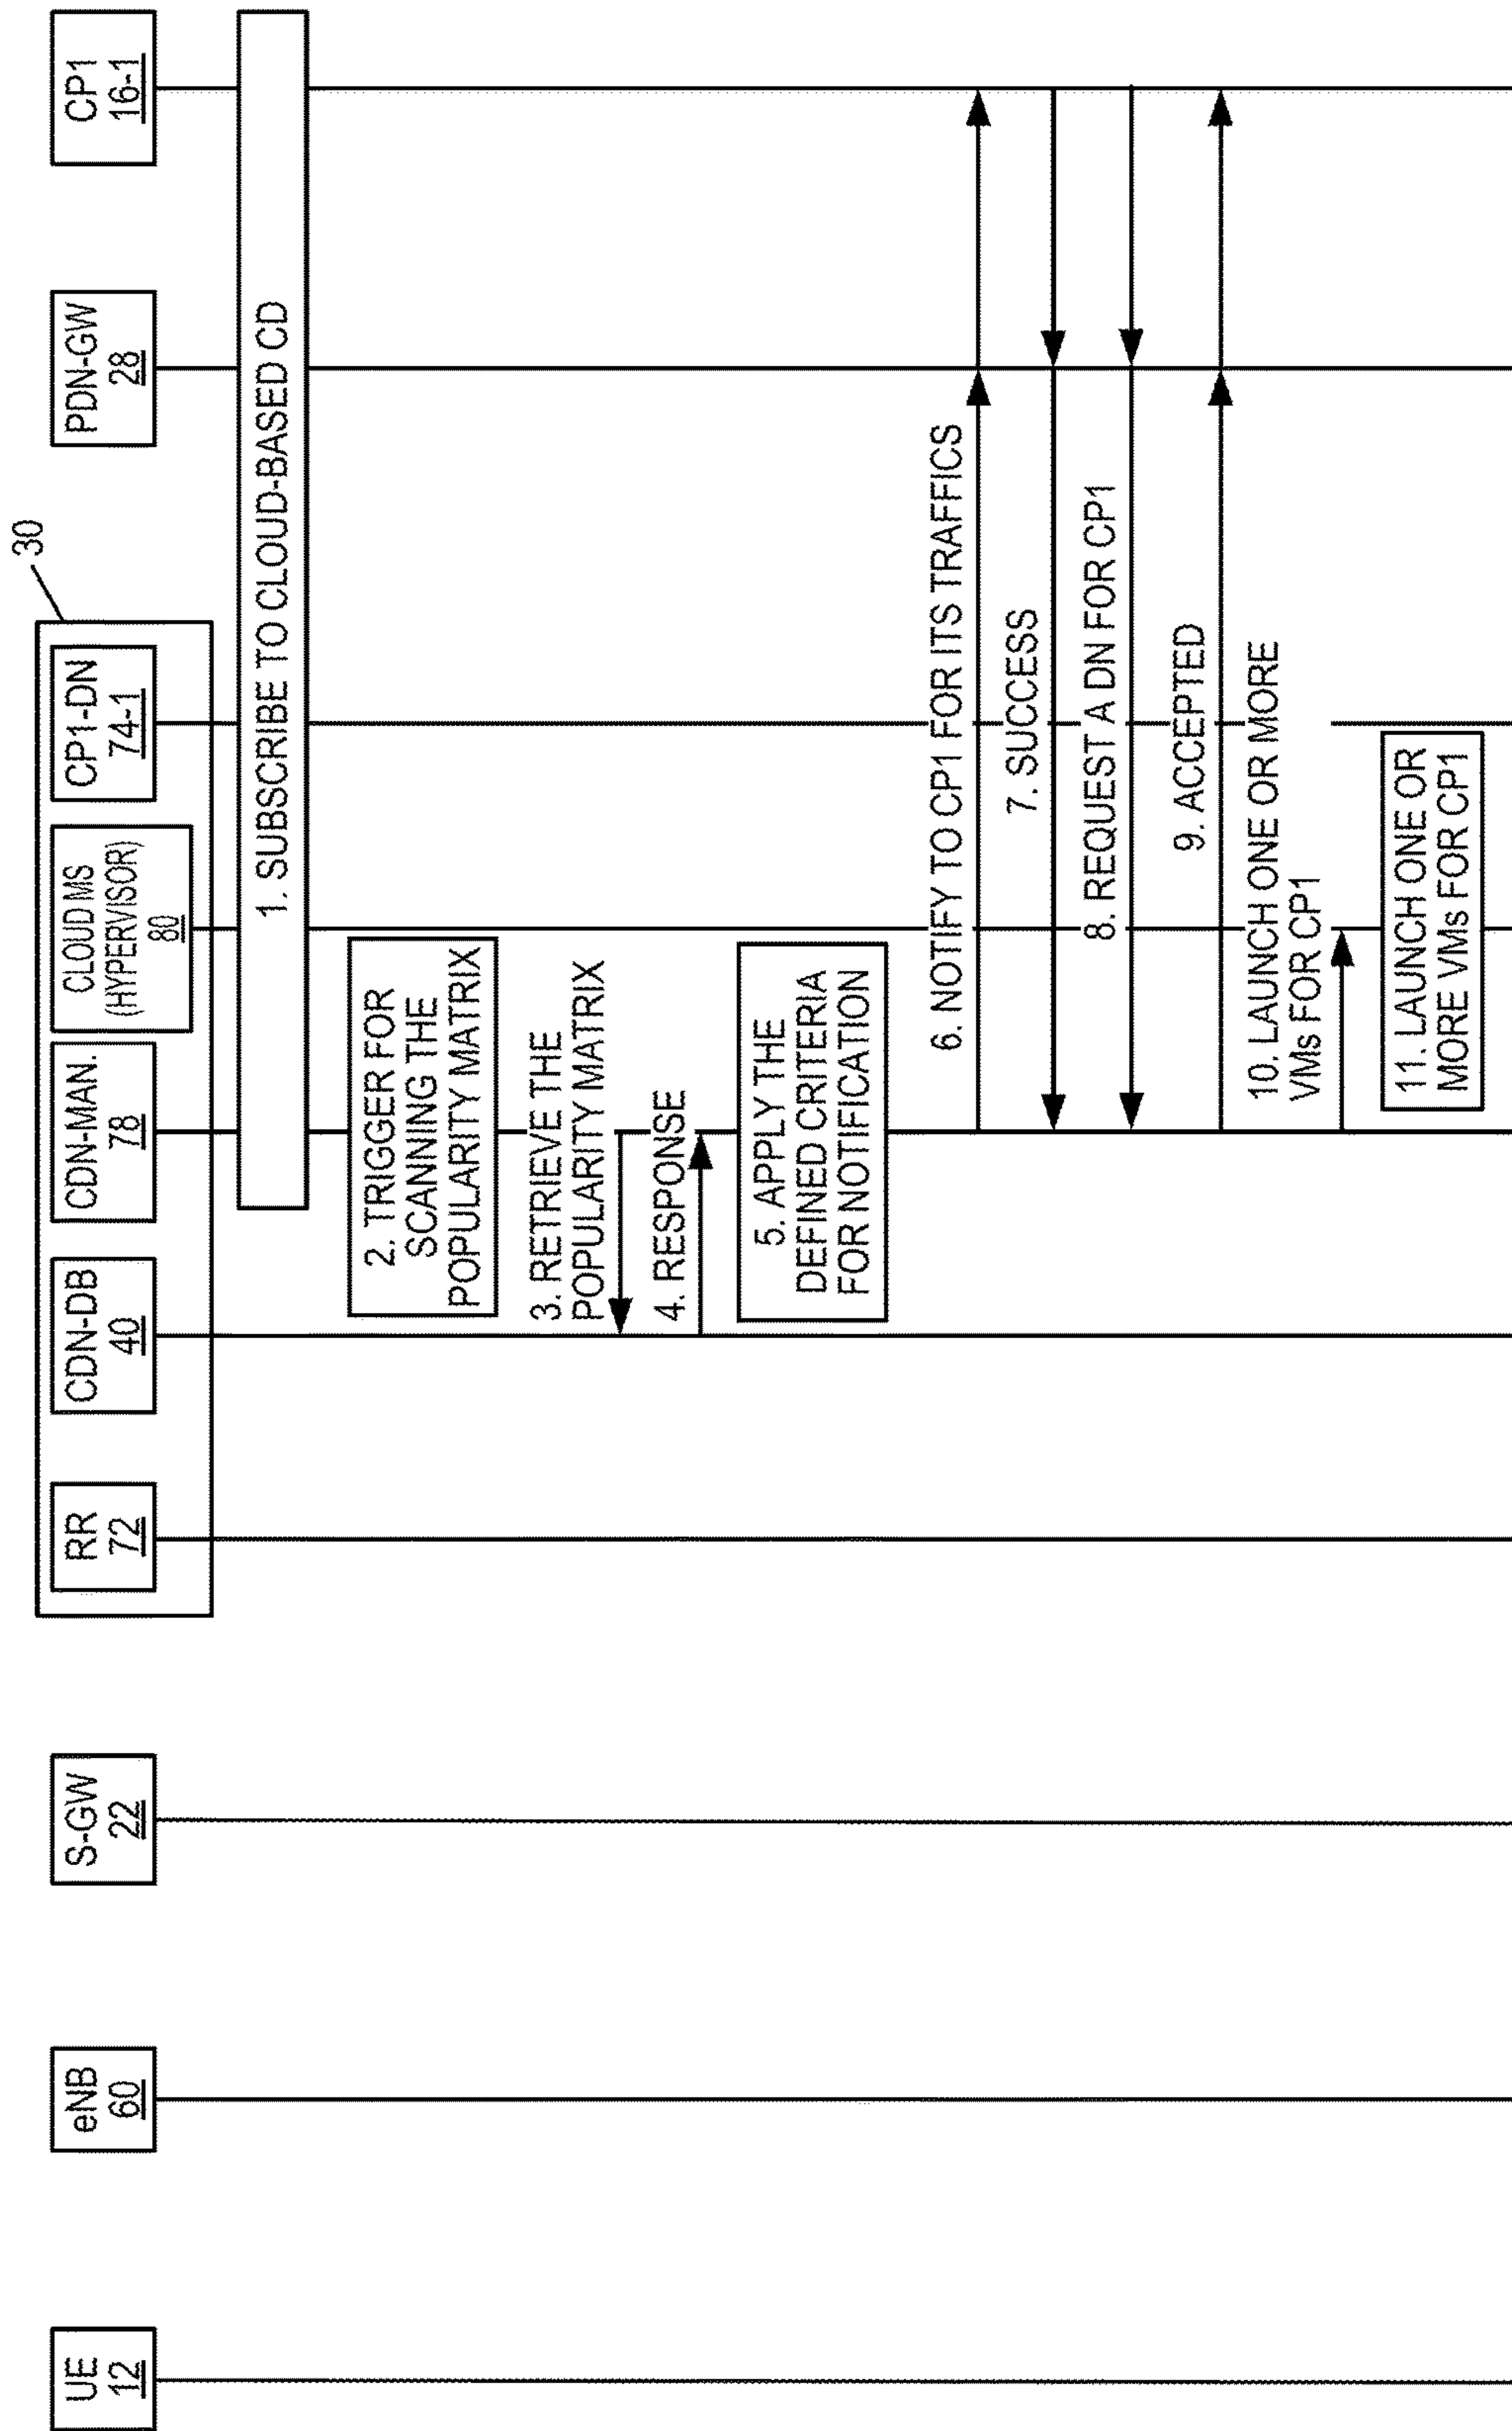 30
UE
12
eNB
60
S-GW
22
RR
72
CDN-DB
40
CDN-MAN.
78
CLOUD MS
(HYPERVISOR)
80
CP1-DN
74-1
PDN-GW
28
CP1
16-1
1. SUBSCRIBE TO CLOUD-BASED CD
2. TRIGGER FOR
SCANNING THE
POPULARITY MATRIX
3. RETRIEVE THE
POPULARITY MATRIX
4. RESPONSE
5. APPLY THE
DEFINED CRITERIA
FOR NOTIFICATION
6. NOTIFY TO CP1 FOR ITS TRAFFICS
7. SUCCESS
8. REQUEST A DN FOR CP1
9. ACCEPTED
10. LAUNCH ONE OR MORE
VMs FOR CP1
11. LAUNCH ONE OR
MORE VMs FOR CP1